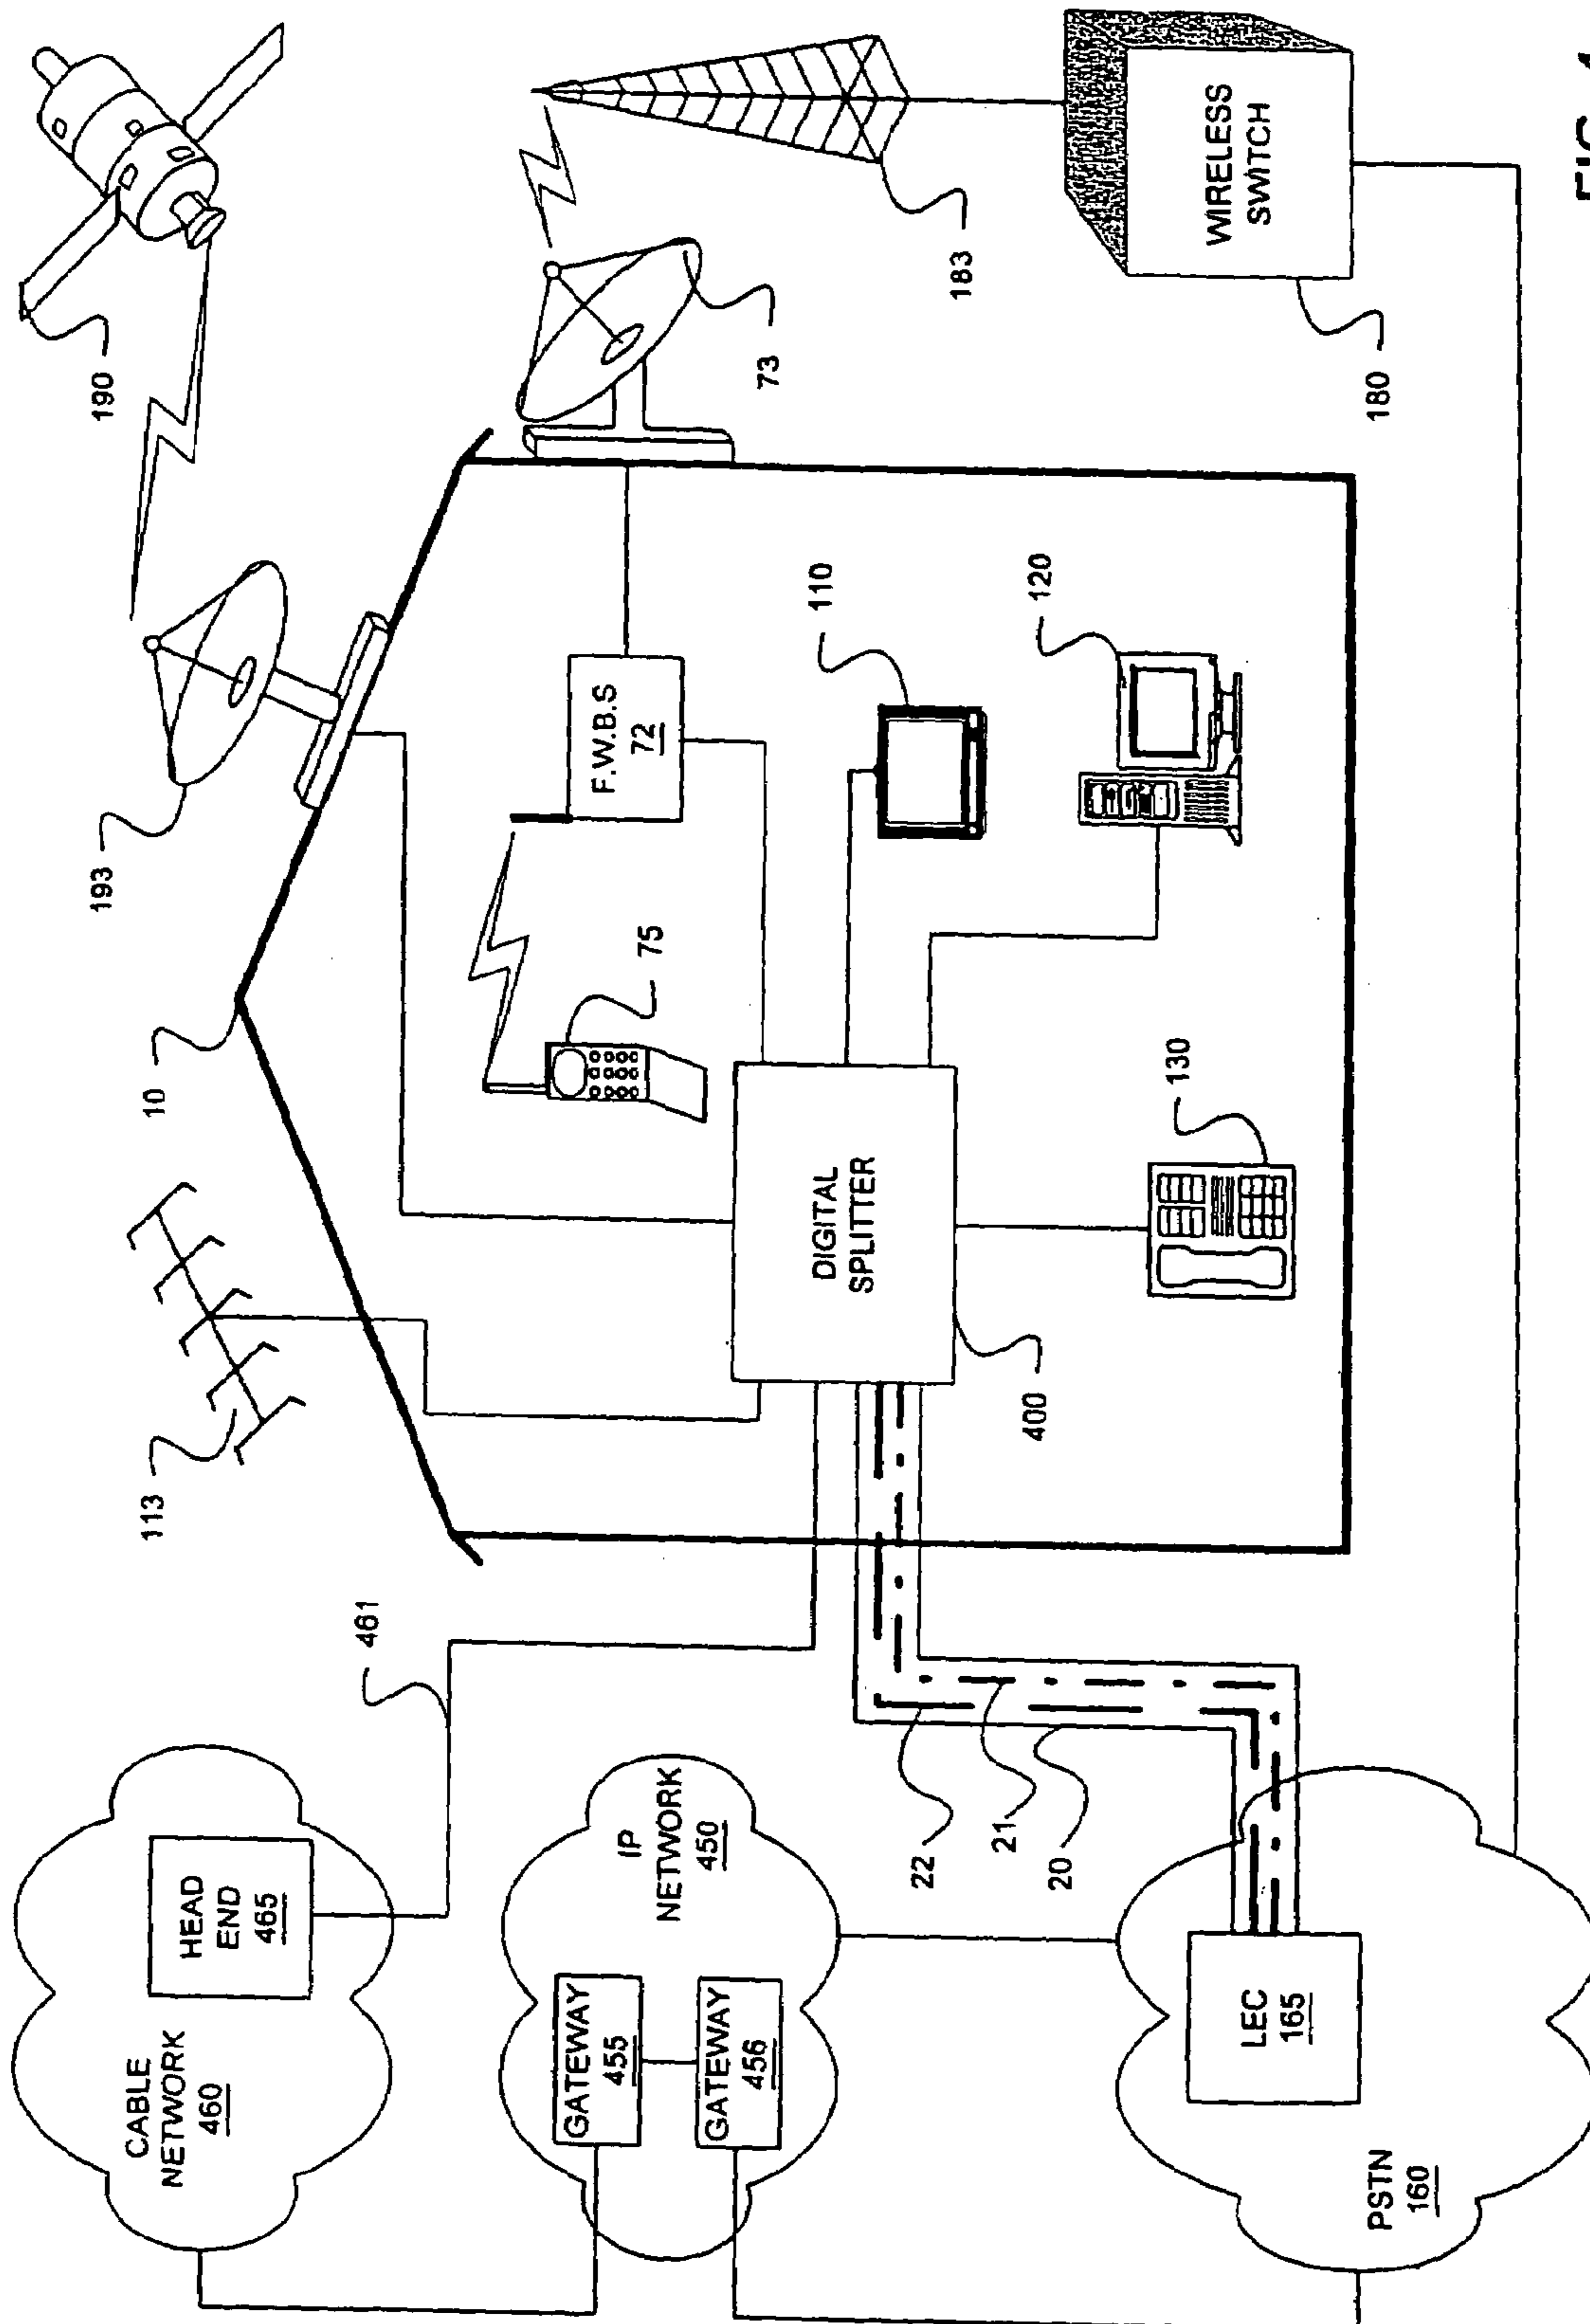 190
193
10
113
CABLE
NETWORK
460
HEAD
END
465
461
F.W.B.S
72
75
73
GATEWAY
455
GATEWAY
456
IP
NETWORK
450
DIGITAL
SPLITTER
110
183
22
21
20
400
120
130
WIRELESS
SWITCH
180
LEC
165
PSTN
160
FIG